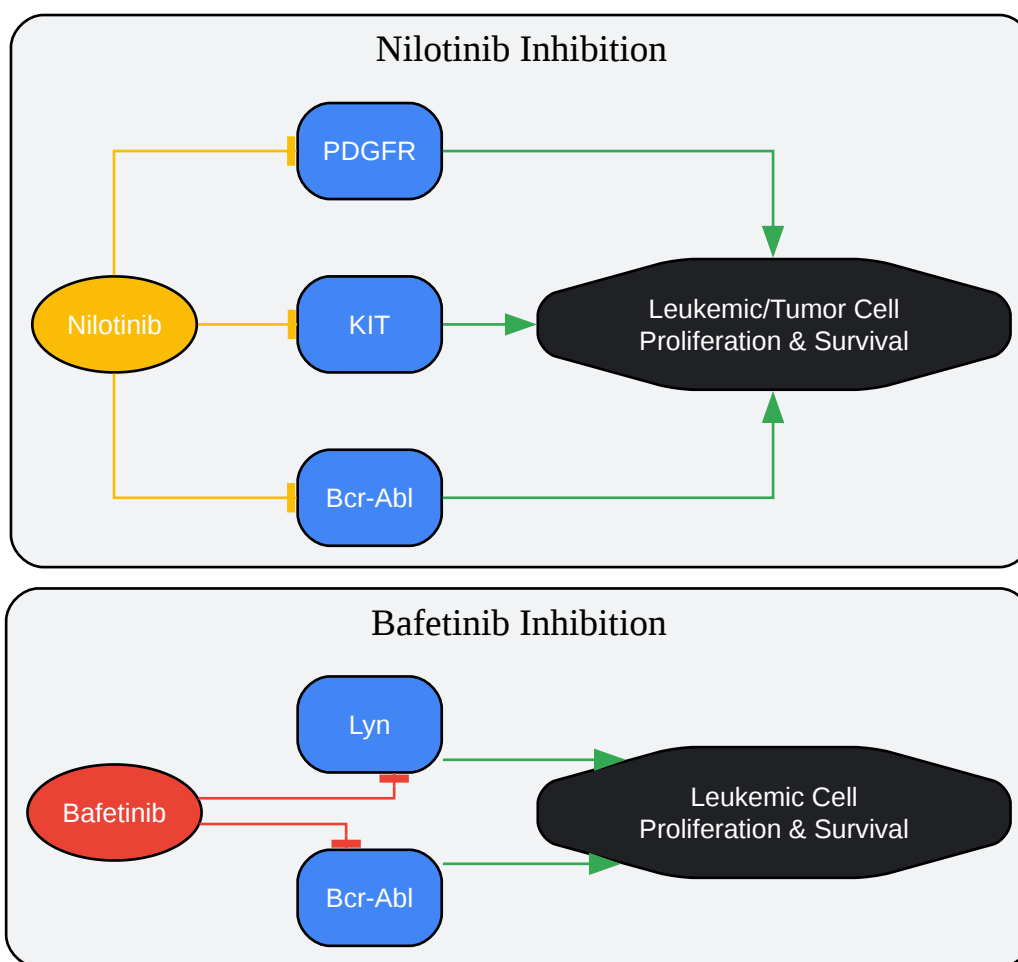 Nilotinib Inhibition
PDGFR
Nilotinib
KIT
Leukemic/Tumor Cell
Proliferation & Survival
Bcr-Abl
Bafetinib Inhibition
Lyn
Bafetinib
Leukemic Cell
Proliferation & Survival
Bcr-Abl